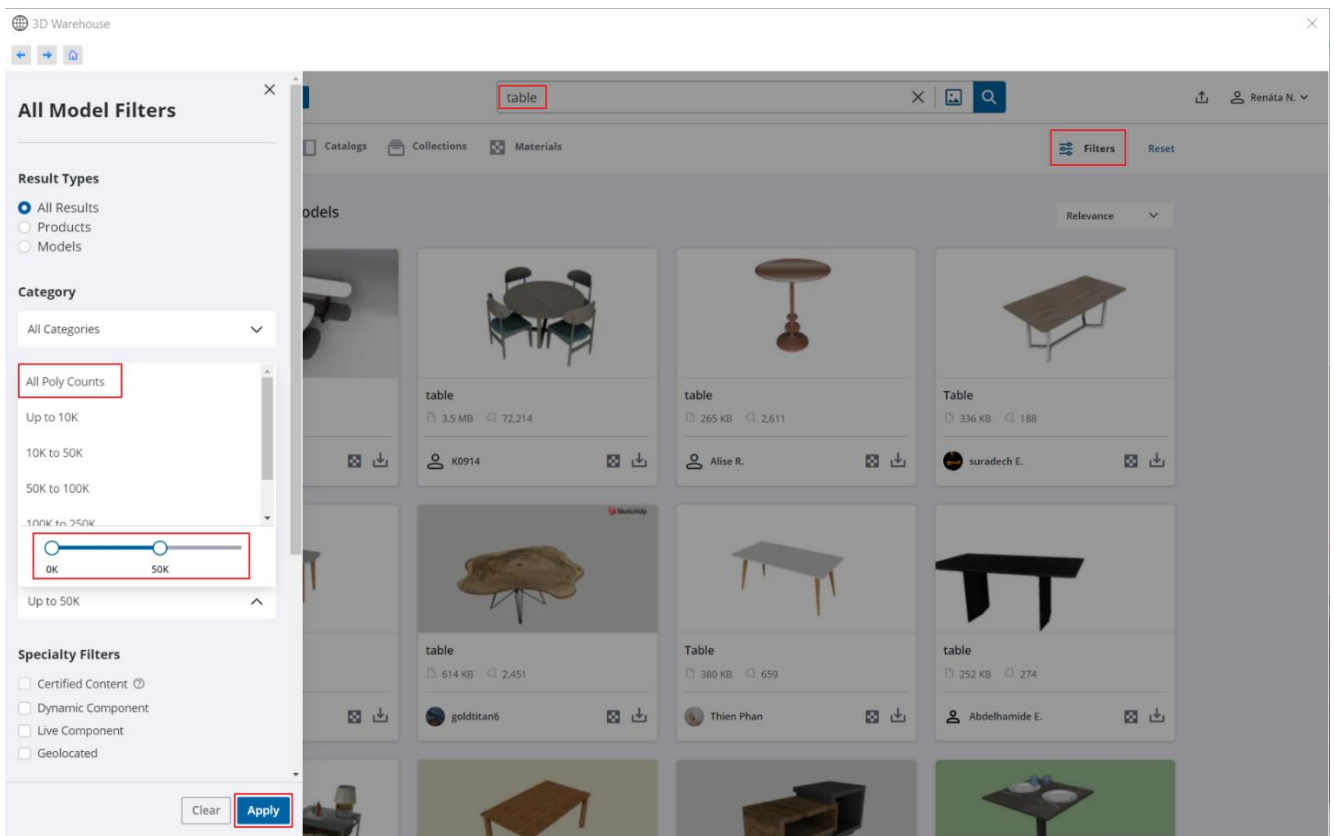 3D Warehouse
All Model Filters
Result Types
All Results
Products
Models
Category
All Categories
All Poly Counts
Up to 10K
10K to 50K
50K to 100K
100K to 250K
0K 50K
Up to 50K
Specialty Filters
Certified Content
Dynamic Component
Live Component
Geolocated
Clear Apply
table
Renáta N.
Catalogs Collections Materials
Filters Reset
odels
Relevance
table
3.5 MB 72,214
K0914
table
265 KB 2,611
Alise R.
Table
336 KB 188
suradech E.
SketchUp
table
614 KB 2,451
goldtitan6
Table
380 KB 659
Thien Phan
table
252 KB 274
Abdelhamide E.